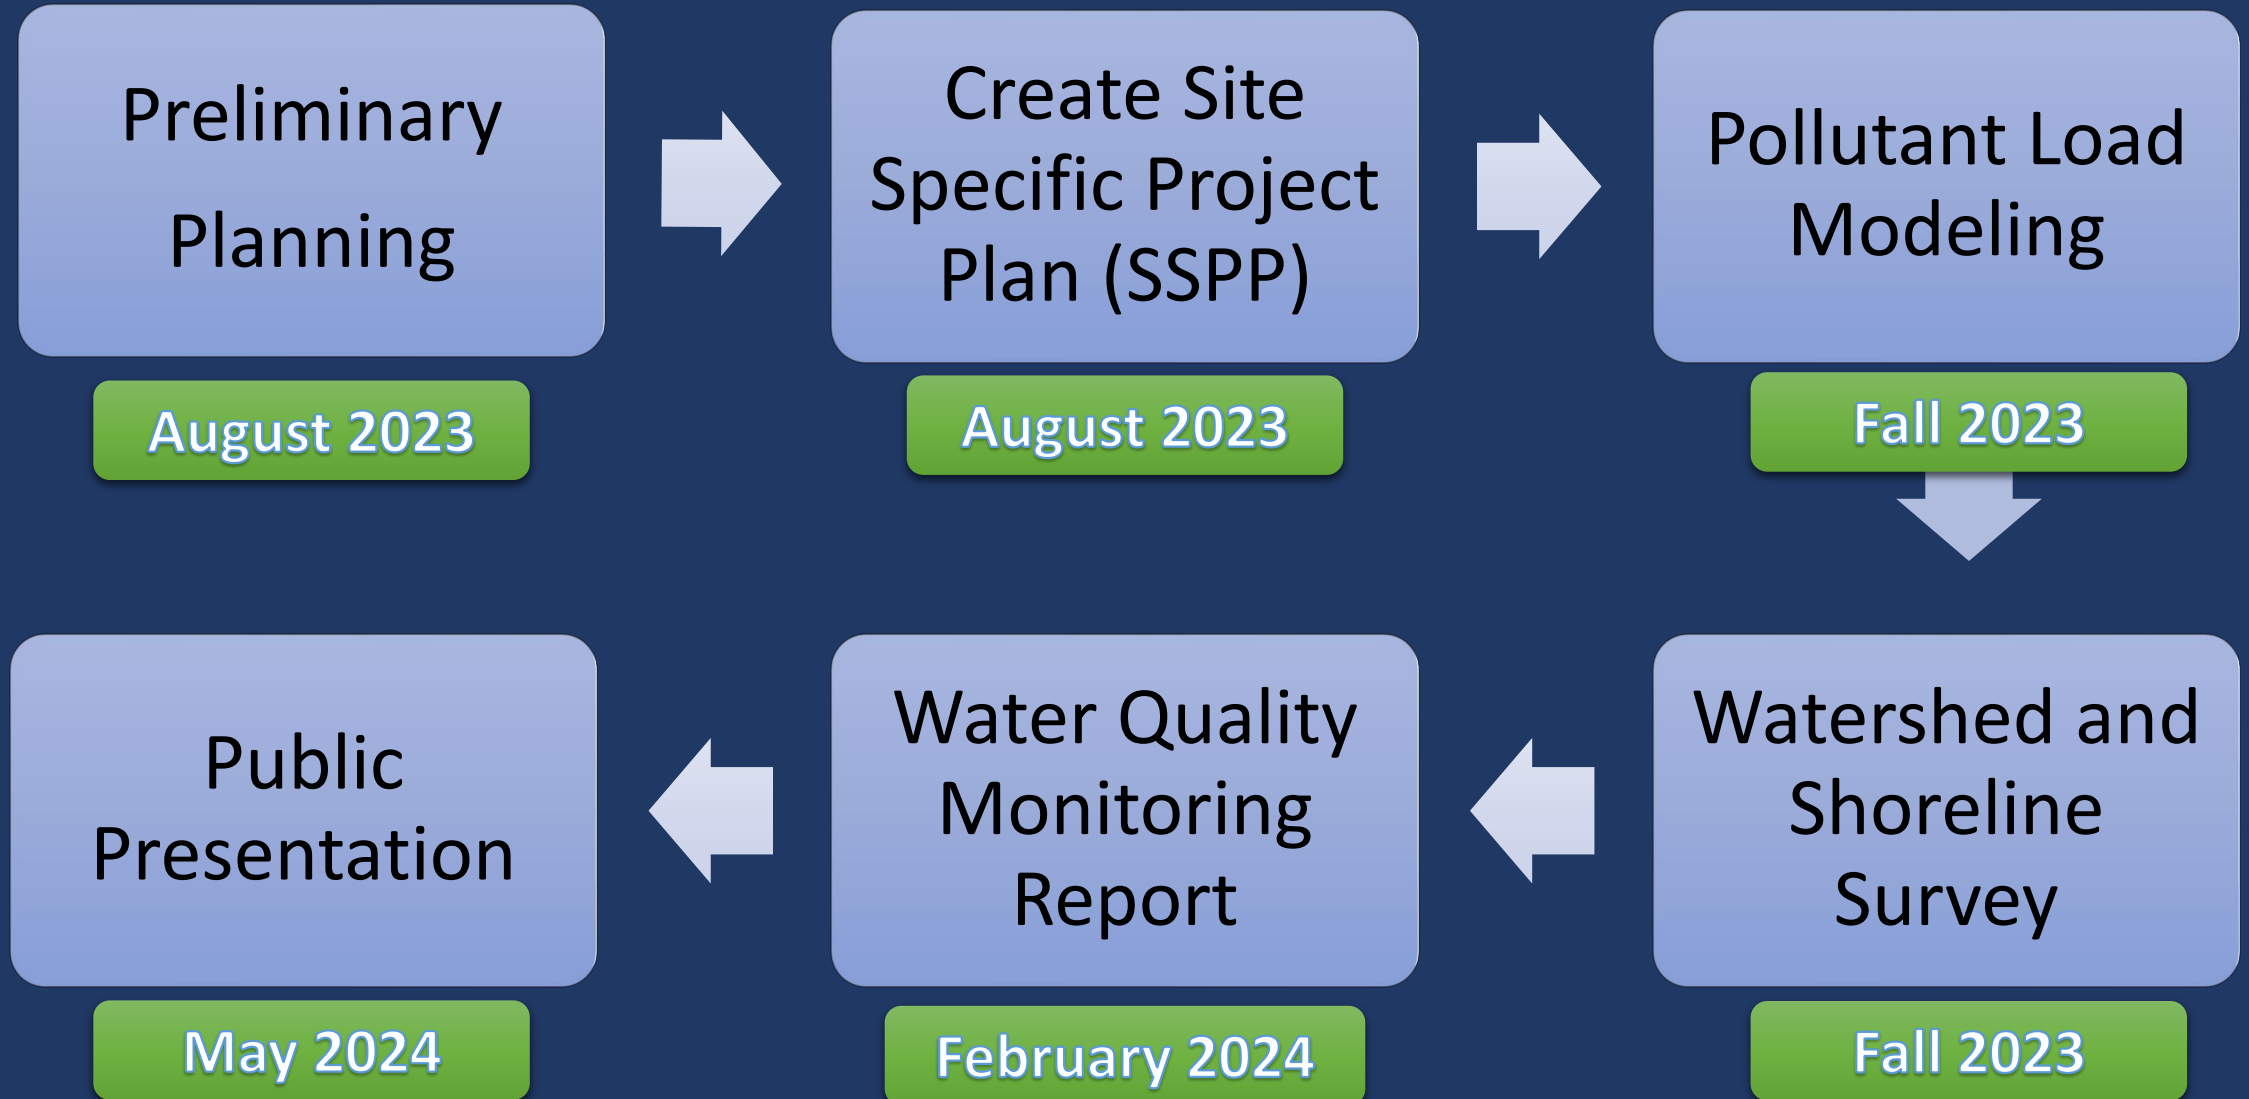 Preliminary
Planning
August 2023
Create Site
Specific Project
Plan (SSPP)
August 2023
Pollutant Load
Modeling
Fall 2023
Watershed and
Shoreline
Survey
Fall 2023
Water Quality
Monitoring
Report
February 2024
Public
Presentation
May 2024